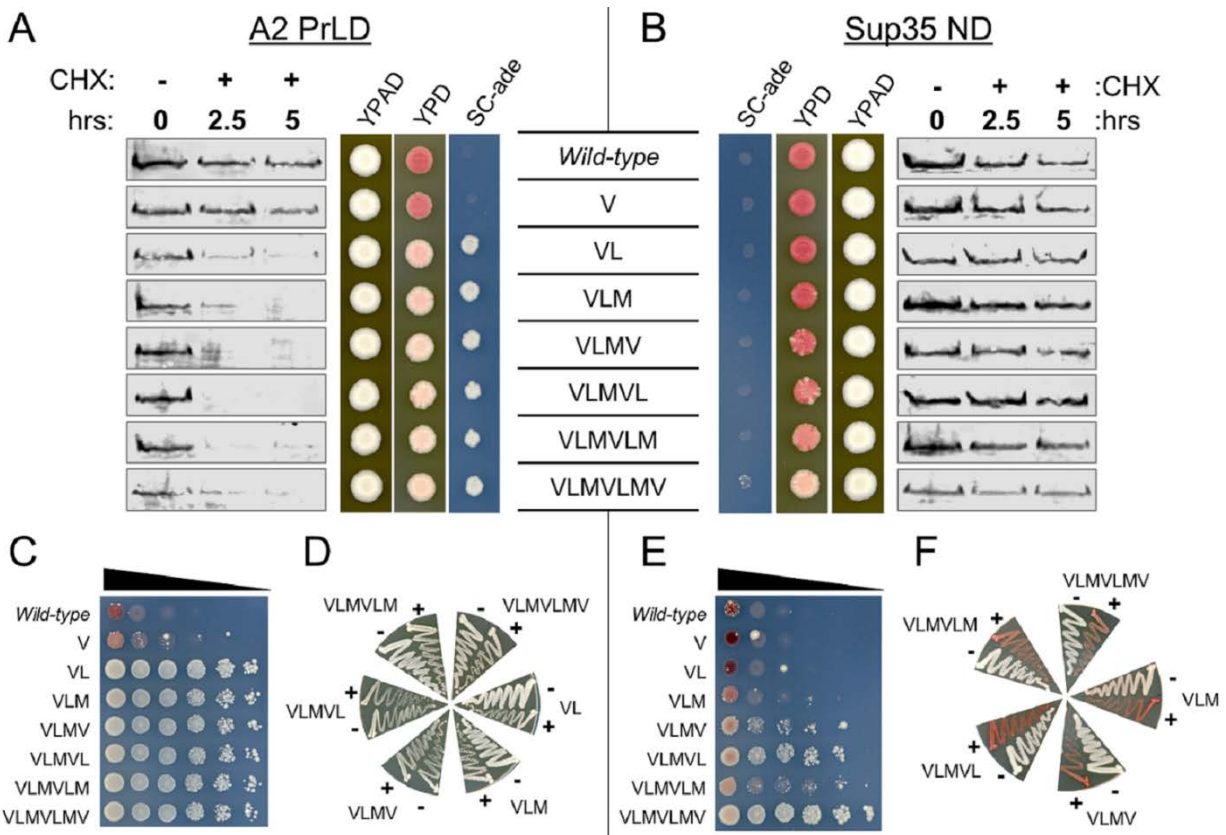 A
A2 PrLD
B
Sup35 ND
CHX: - + +
hrs: 0 2.5 5
YPAD YPD SC-ade
SC-ade YPD YPAD
- + + :CHX
0 2.5 5 :hrs
Wild-type
V
VL
VLM
VLMV
VLMVL
VLMVLM
VLMVLMV
C
Wild-type
V
VL
VLM
VLMV
VLMVL
VLMVLM
VLMVLMV
D
VLMVLM + -
- + VLMVLMV
VLMVL + -
- + VL
VLMV + -
+ - VLM
E
Wild-type
V
VL
VLM
VLMV
VLMVL
VLMVLM
VLMVLMV
F
VLMVLMV
- +
VLMVLM + -
- + VLM
VLMVL + -
+ - VLMV